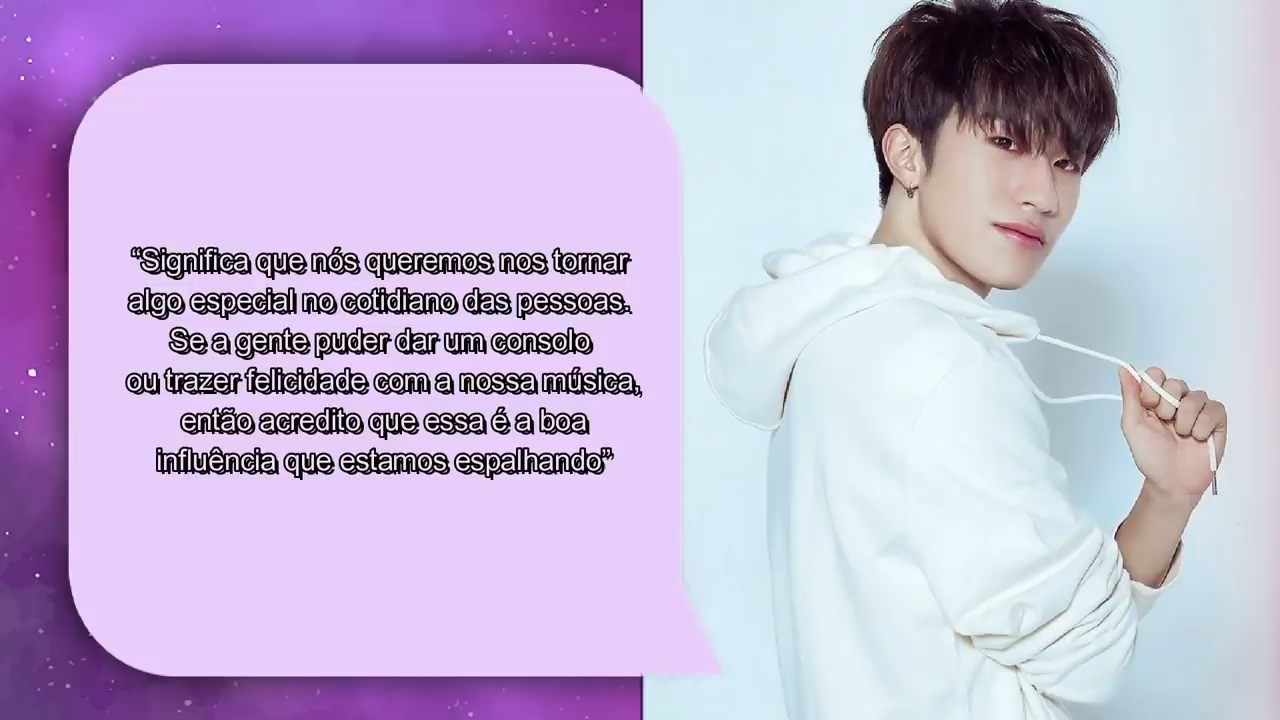 “Significa que nós queremos nos tornar
algo especial no cotidiano das pessoas.
Se a gente puder dar um consolo
ou trazer felicidade com a nossa música,
então acredito que essa é a boa
influência que estamos espalhando”